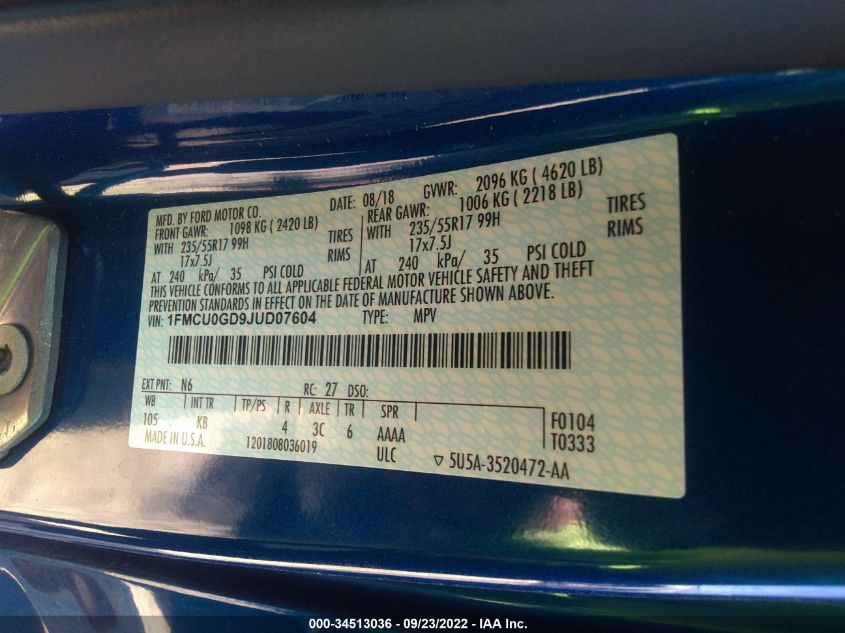 MFD. BY FORD MOTOR CO.
DATE: 08/18 GVWR: 2096 KG ( 4620 LB)
FRONT GAWR: 1098 KG ( 2420 LB)
REAR GAWR: 1006 KG ( 2218 LB)
WITH 235/55R17 99H TIRES
WITH 235/55R17 99H TIRES
17x7.5J RIMS
17x7.5J RIMS
AT 240 kPa/ 35 PSI COLD
AT 240 kPa/ 35 PSI COLD
THIS VEHICLE CONFORMS TO ALL APPLICABLE FEDERAL MOTOR VEHICLE SAFETY AND THEFT
PREVENTION STANDARDS IN EFFECT ON THE DATE OF MANUFACTURE SHOWN ABOVE.
VIN: 1FMCU0GD9JUD07604 TYPE: MPV
EXT PNT: N6 RC: 27 DSO:
WB INT TR TP/PS R AXLE TR SPR
105 KB 4 3C 6 AAAA F0104
MADE IN U.S.A. 1201808036019 ULC T0333
▽ 5U5A-3520472-AA
000-34513036 - 09/23/2022 - IAA Inc.